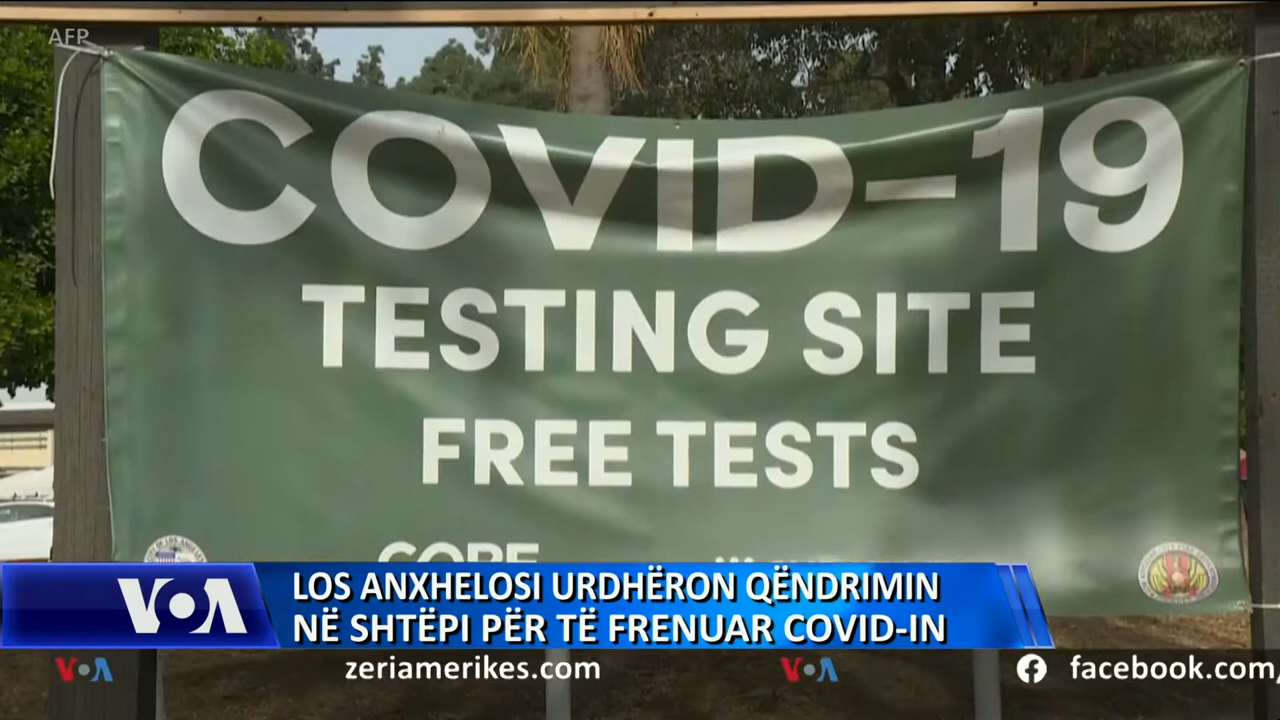 AFP
COVID-19
TESTING SITE
FREE TESTS
CORE
VOA
LOS ANXHELOSI URDHËRON QËNDRIMIN
NË SHTËPI PËR TË FRENUAR COVID-IN
VOA zeriamerikes.com VOA facebook.com/